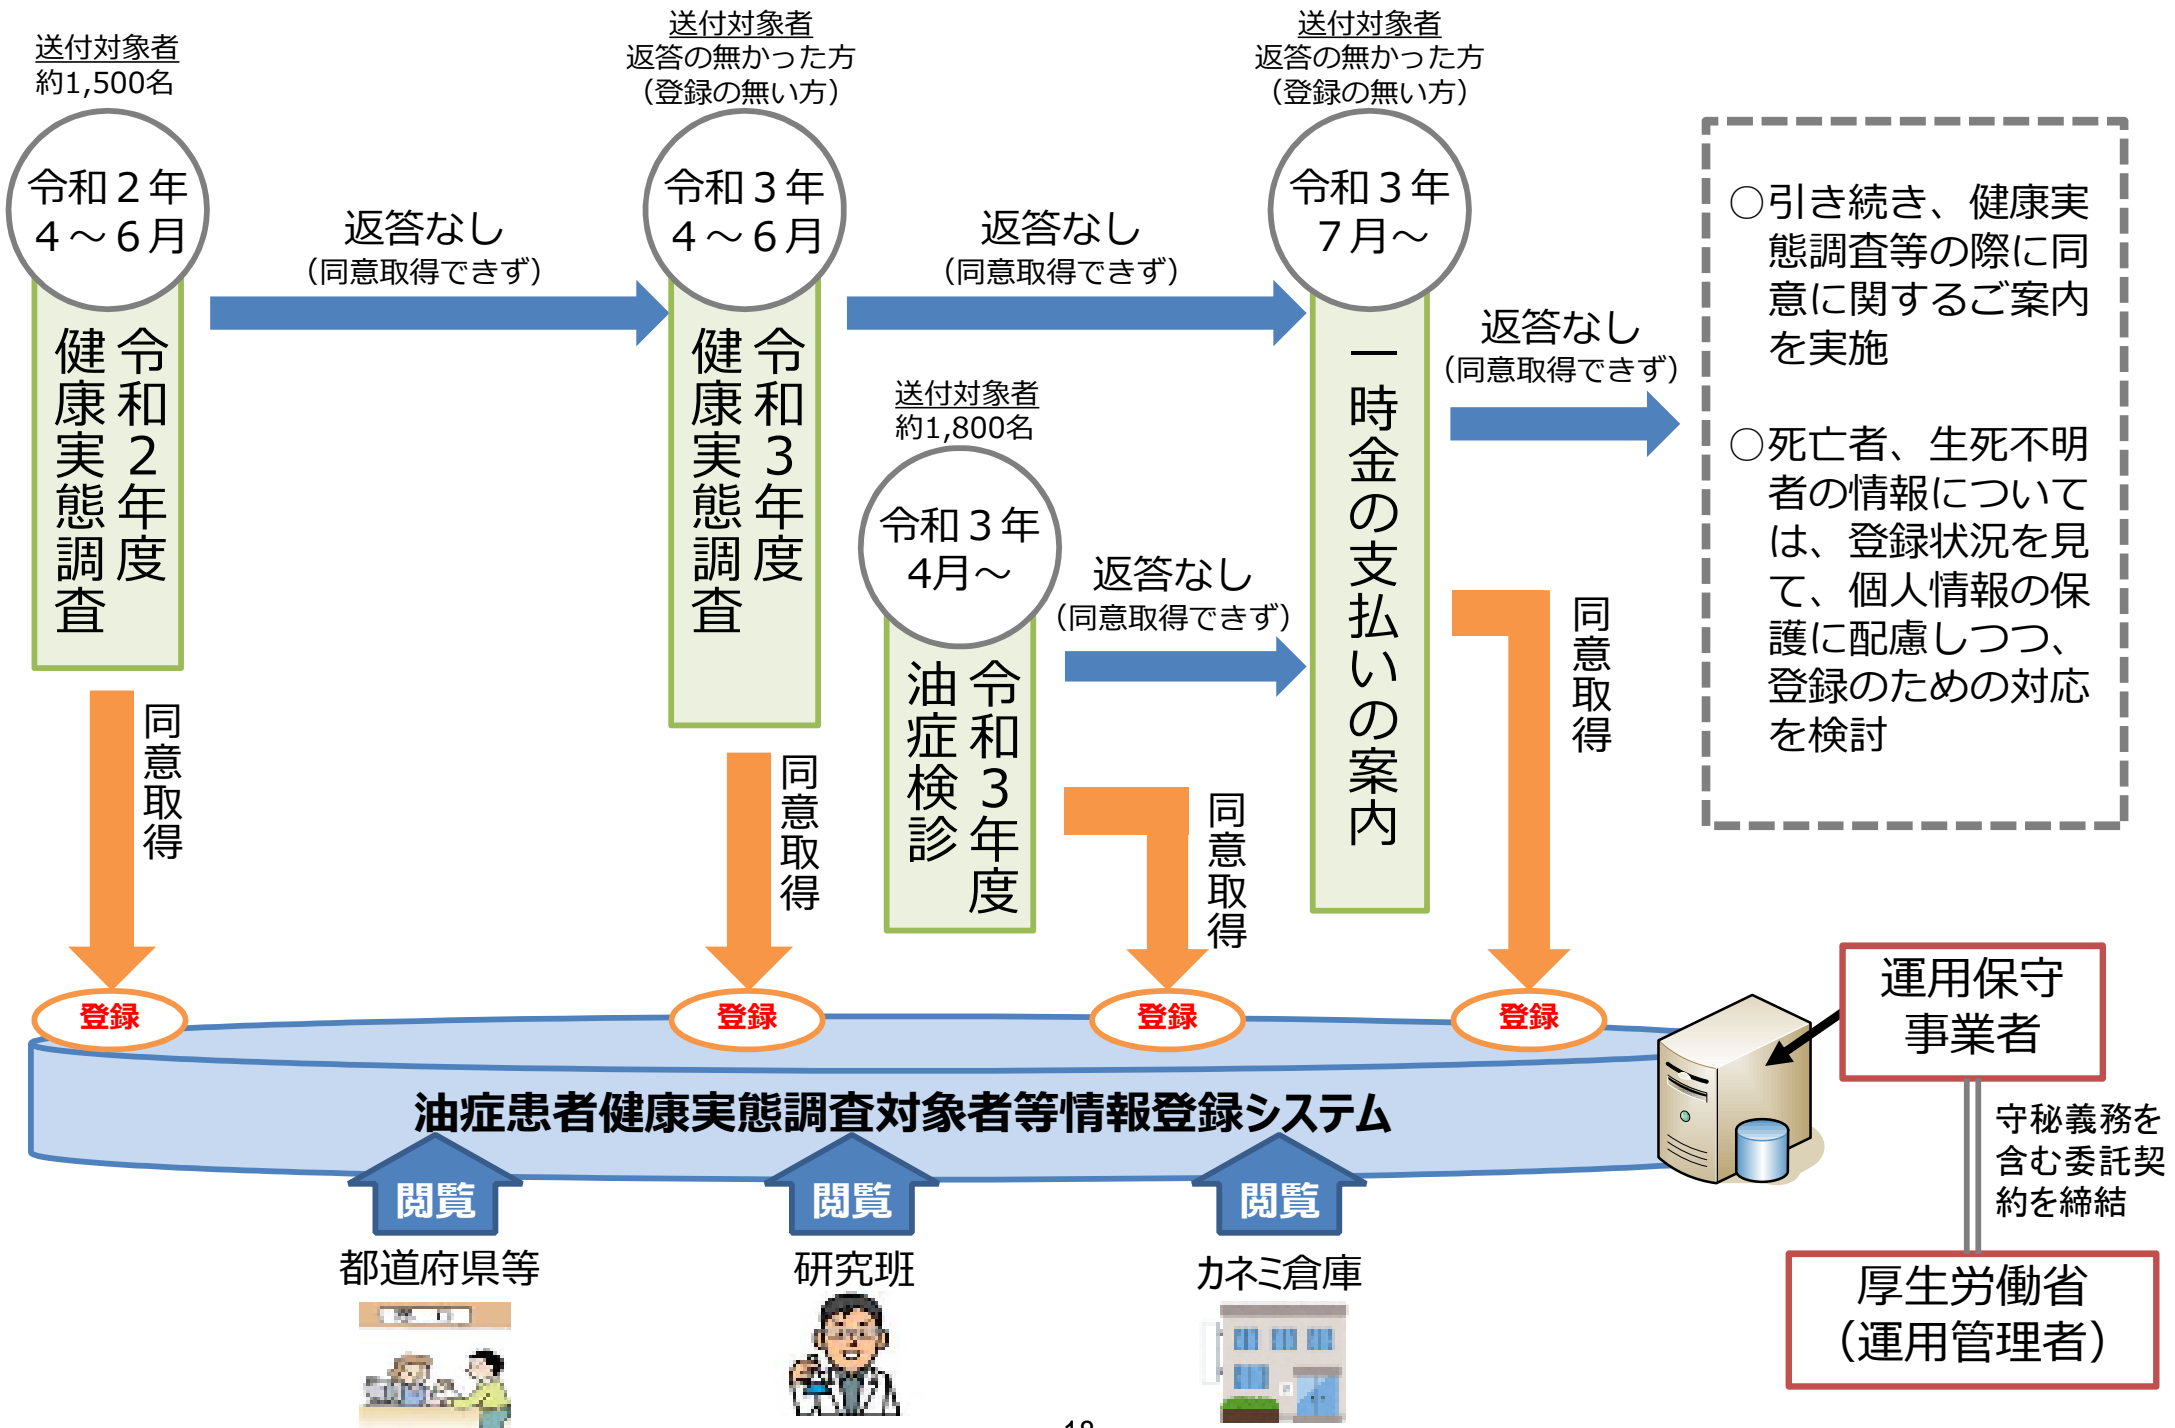 送付対象者
約1,500名
令和２年
４～６月
令和２年度
健康実態調査
返答なし
（同意取得できず）
同意取得
登録
送付対象者
返答の無かった方
（登録の無い方）
令和３年
４～６月
令和３年度
健康実態調査
返答なし
（同意取得できず）
同意取得
登録
送付対象者
約1,800名
令和３年
4月～
令和３年度
油症検診
返答なし
（同意取得できず）
同意取得
登録
送付対象者
返答の無かった方
（登録の無い方）
令和３年
７月～
一時金の支払いの案内
返答なし
（同意取得できず）
同意取得
登録
○引き続き、健康実
態調査等の際に同
意に関するご案内
を実施
○死亡者、生死不明
者の情報について
は、登録状況を見
て、個人情報の保
護に配慮しつつ、
登録のための対応
を検討
油症患者健康実態調査対象者等情報登録システム
閲覧
都道府県等
閲覧
研究班
閲覧
カネミ倉庫
運用保守
事業者
守秘義務を
含む委託契
約を締結
厚生労働省
（運用管理者）